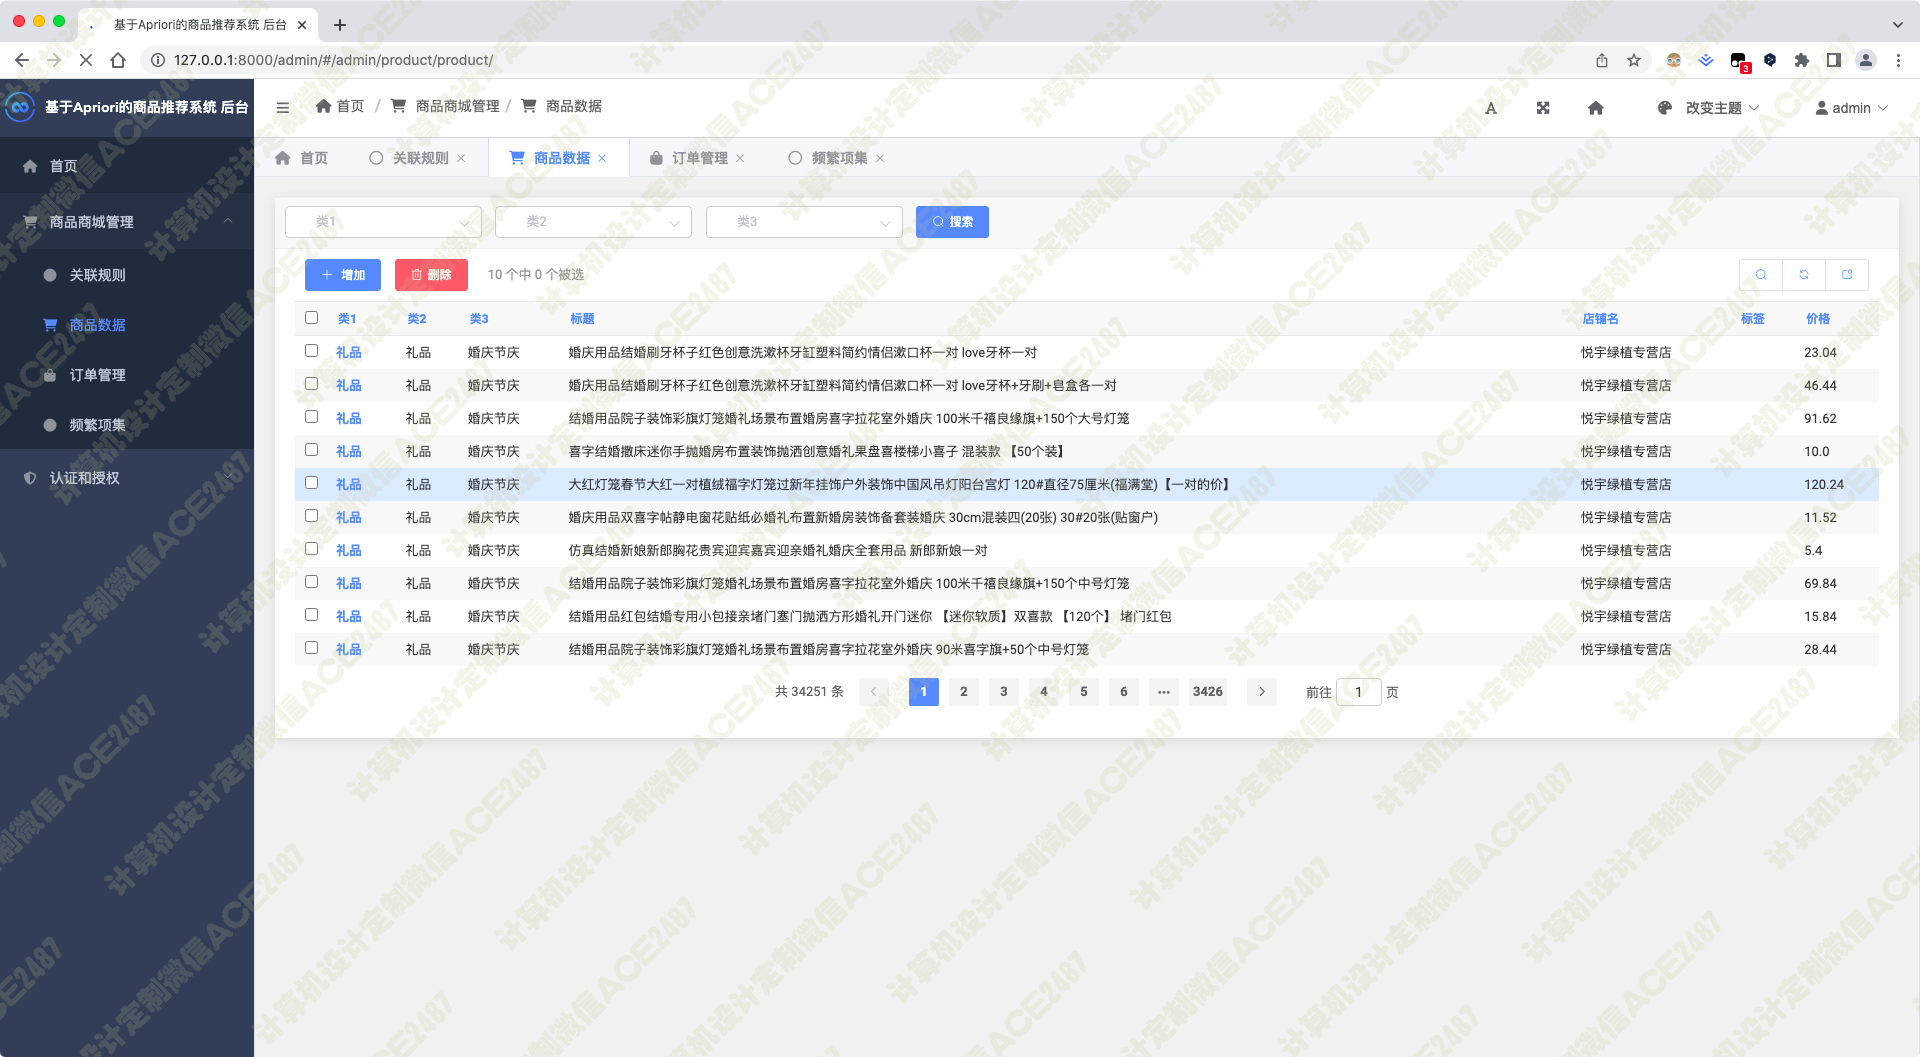 基于Apriori的商品推荐系统 后台
127.0.0.1:8000/admin/#/admin/product/product/
3
基于Apriori的商品推荐系统 后台
首页 / 商品商城管理 / 商品数据
A
改变主题
admin
首页
关联规则
商品数据
订单管理
频繁项集
首页
商品商城管理
关联规则
商品数据
订单管理
频繁项集
认证和授权
类1
类2
类3
搜索
增加
删除
10 个中 0 个被选
类1 类2 类3 标题 店铺名 标签 价格
礼品 礼品 婚庆节庆 婚庆用品结婚刷牙杯子红色创意洗漱杯牙缸塑料简约情侣漱口杯一对 love牙杯一对 悦宇绿植专营店 23.04
礼品 礼品 婚庆节庆 婚庆用品结婚刷牙杯子红色创意洗漱杯牙缸塑料简约情侣漱口杯一对 love牙杯+牙刷+皂盒各一对 悦宇绿植专营店 46.44
礼品 礼品 婚庆节庆 结婚用品院子装饰彩旗灯笼婚礼场景布置婚房喜字拉花室外婚庆 100米千禧良缘旗+150个大号灯笼 悦宇绿植专营店 91.62
礼品 礼品 婚庆节庆 喜字结婚撒床迷你手抛婚房布置装饰抛洒创意婚礼果盘喜楼梯小喜子 混装款 【50个装】 悦宇绿植专营店 10.0
礼品 礼品 婚庆节庆 大红灯笼春节大红一对植绒福字灯笼过新年挂饰户外装饰中国风吊灯阳台宫灯 120#直径75厘米(福满堂)【一对的价】 悦宇绿植专营店 120.24
礼品 礼品 婚庆节庆 婚庆用品双喜字帖静电窗花贴纸必婚礼布置新婚房装饰备套装婚庆 30cm混装四(20张) 30#20张(贴窗户) 悦宇绿植专营店 11.52
礼品 礼品 婚庆节庆 仿真结婚新娘新郎胸花贵宾迎宾嘉宾迎亲婚礼婚庆全套用品 新郎新娘一对 悦宇绿植专营店 5.4
礼品 礼品 婚庆节庆 结婚用品院子装饰彩旗灯笼婚礼场景布置婚房喜字拉花室外婚庆 100米千禧良缘旗+150个中号灯笼 悦宇绿植专营店 69.84
礼品 礼品 婚庆节庆 结婚用品红包结婚专用小包接亲堵门塞门抛洒方形婚礼开门迷你 【迷你软质】双喜款 【120个】 堵门红包 悦宇绿植专营店 15.84
礼品 礼品 婚庆节庆 结婚用品院子装饰彩旗灯笼婚礼场景布置婚房喜字拉花室外婚庆 90米喜字旗+50个中号灯笼 悦宇绿植专营店 28.44
共 34251 条 1 2 3 4 5 6 ••• 3426 前往 1 页
计算机设计定制微信ACE2487